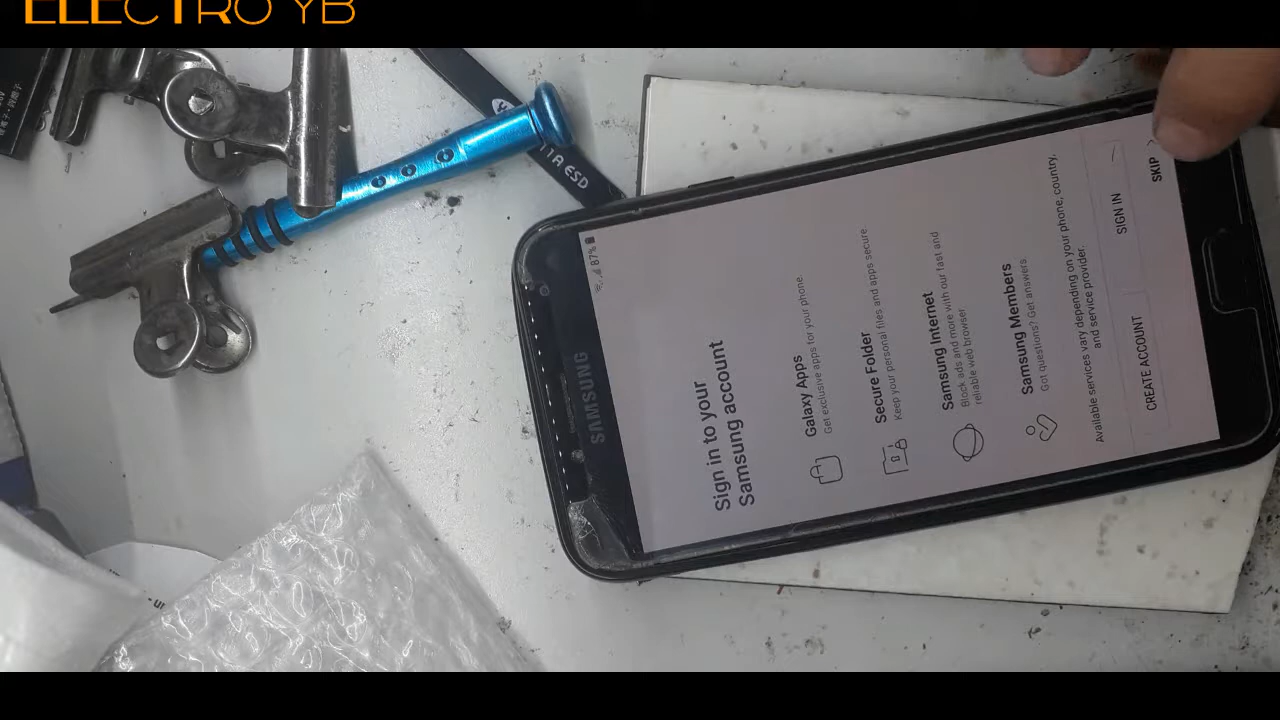 ELECTRO YB
11A ESD
SAMSUNG
87%
Sign in to your
Samsung account
Galaxy Apps
Get exclusive apps for your phone.
Secure Folder
Keep your personal files and apps secure
Samsung Internet
Block ads and more with our fast and
reliable web browser
Samsung Members
Got questions? Get answers.
Available services vary depending on your phone, country,
and service provider.
CREATE ACCOUNT
SIGN IN
SKIP